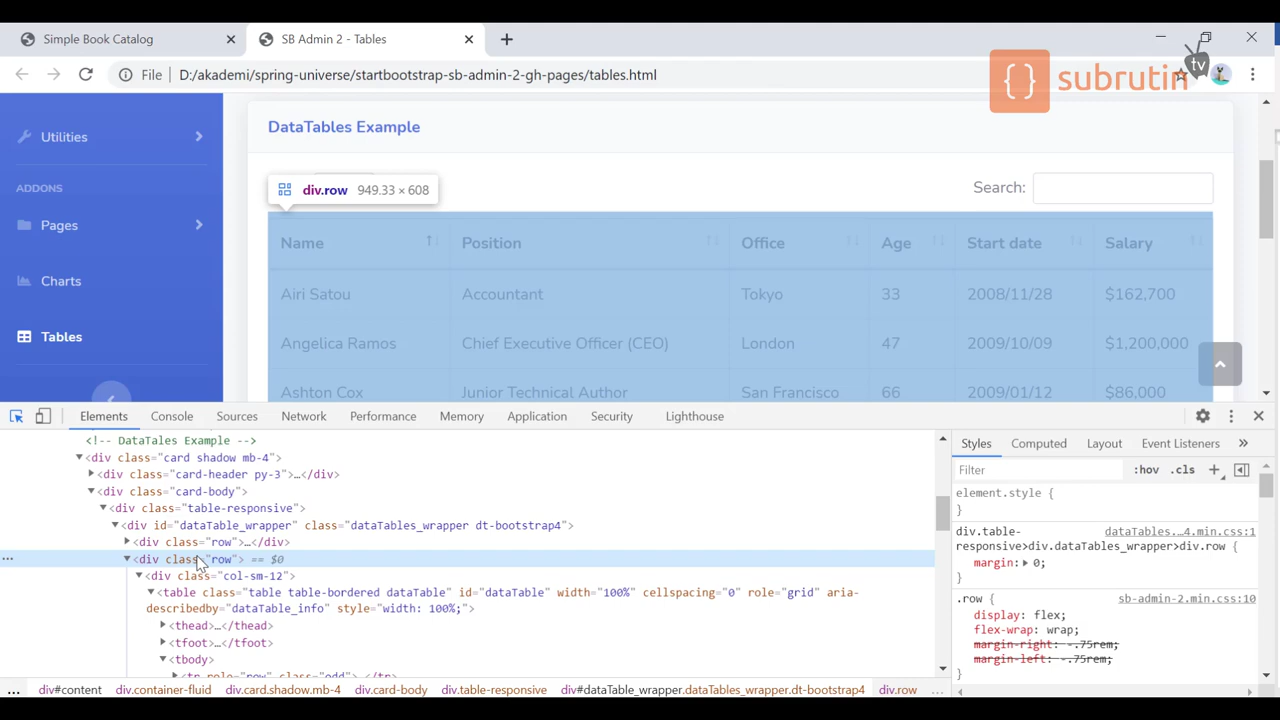 Simple Book Catalog
SB Admin 2 - Tables
File D:/akademi/spring-universe/startbootstrap-sb-admin-2-gh-pages/tables.html
{} subrutin tv
Utilities
ADDONS
Pages
Charts
Tables
DataTables Example
div.row 949.33 × 608
Search:
Name Position Office Age Start date Salary
Airi Satou Accountant Tokyo 33 2008/11/28 $162,700
Angelica Ramos Chief Executive Officer (CEO) London 47 2009/10/09 $1,200,000
Ashton Cox Junior Technical Author San Francisco 66 2009/01/12 $86,000
Elements Console Sources Network Performance Memory Application Security Lighthouse
<!-- DataTales Example -->
<div class="card shadow mb-4">
<div class="card-header py-3">…</div>
<div class="card-body">
<div class="table-responsive">
<div id="dataTable_wrapper" class="dataTables_wrapper dt-bootstrap4">
<div class="row">…</div>
<div class="row"> == $0
<div class="col-sm-12">
<table class="table table-bordered dataTable" id="dataTable" width="100%" cellspacing="0" role="grid" aria-
describedby="dataTable_info" style="width: 100%;">
<thead>…</thead>
<tfoot>…</tfoot>
<tbody>
<tr role="row" class="odd">…</tr>
... div#content div.container-fluid div.card.shadow.mb-4 div.card-body div.table-responsive div#dataTable_wrapper.dataTables_wrapper.dt-bootstrap4 div.row ...
Styles Computed Layout Event Listeners
Filter :hov .cls +
element.style {
}
div.table- dataTables…4.min.css:1
responsive>div.dataTables_wrapper>div.row {
margin: 0;
}
.row { sb-admin-2.min.css:10
display: flex;
flex-wrap: wrap;
margin-right: -.75rem;
margin-left: -.75rem;
}